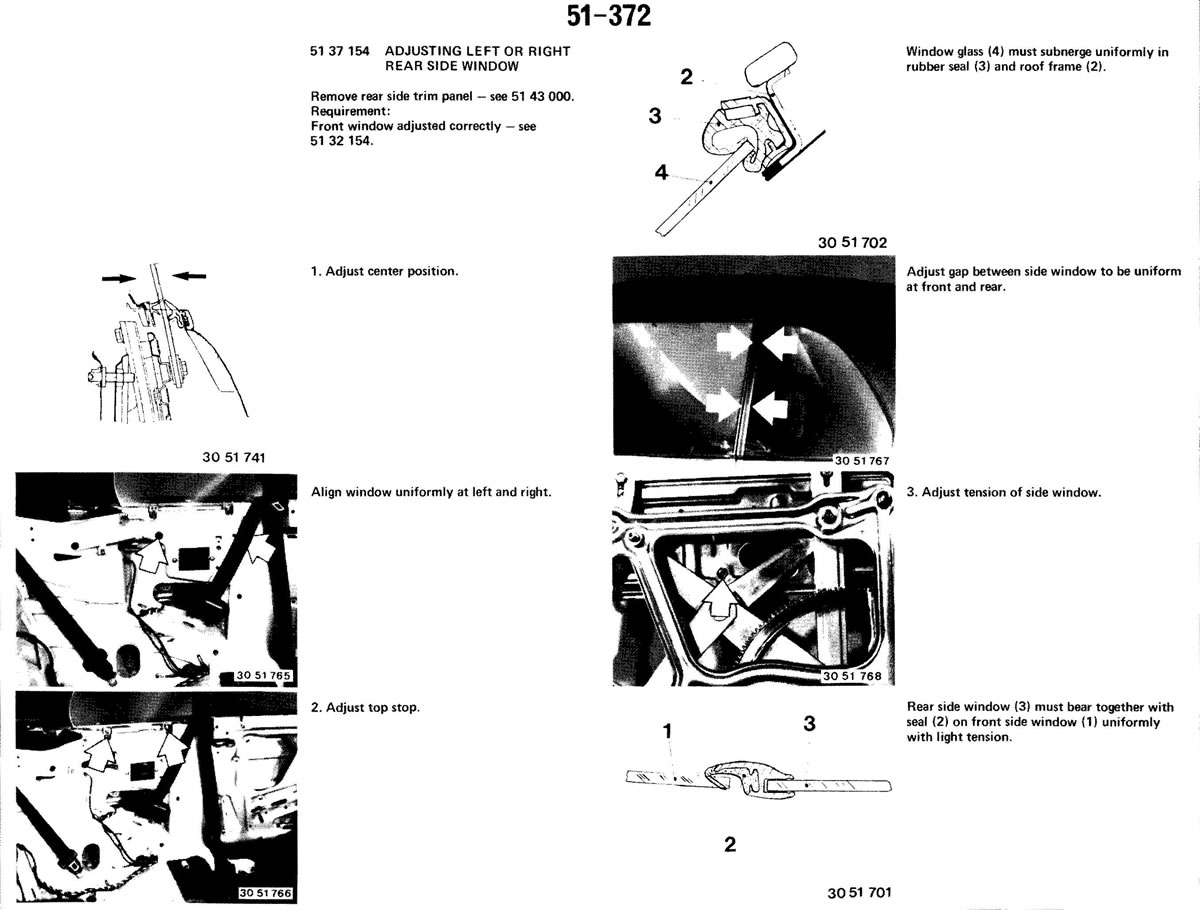 51-372
51 37 154 ADJUSTING LEFT OR RIGHT
REAR SIDE WINDOW
Remove rear side trim panel — see 51 43 000.
Requirement:
Front window adjusted correctly — see
51 32 154.
1. Adjust center position.
30 51 741
Align window uniformly at left and right.
30 51 765
2. Adjust top stop.
30 51 766
2
3
4
30 51 702
Window glass (4) must subnerge uniformly in
rubber seal (3) and roof frame (2).
Adjust gap between side window to be uniform
at front and rear.
30 51 767
3. Adjust tension of side window.
30 51 768
Rear side window (3) must bear together with
seal (2) on front side window (1) uniformly
with light tension.
1
3
2
30 51 701